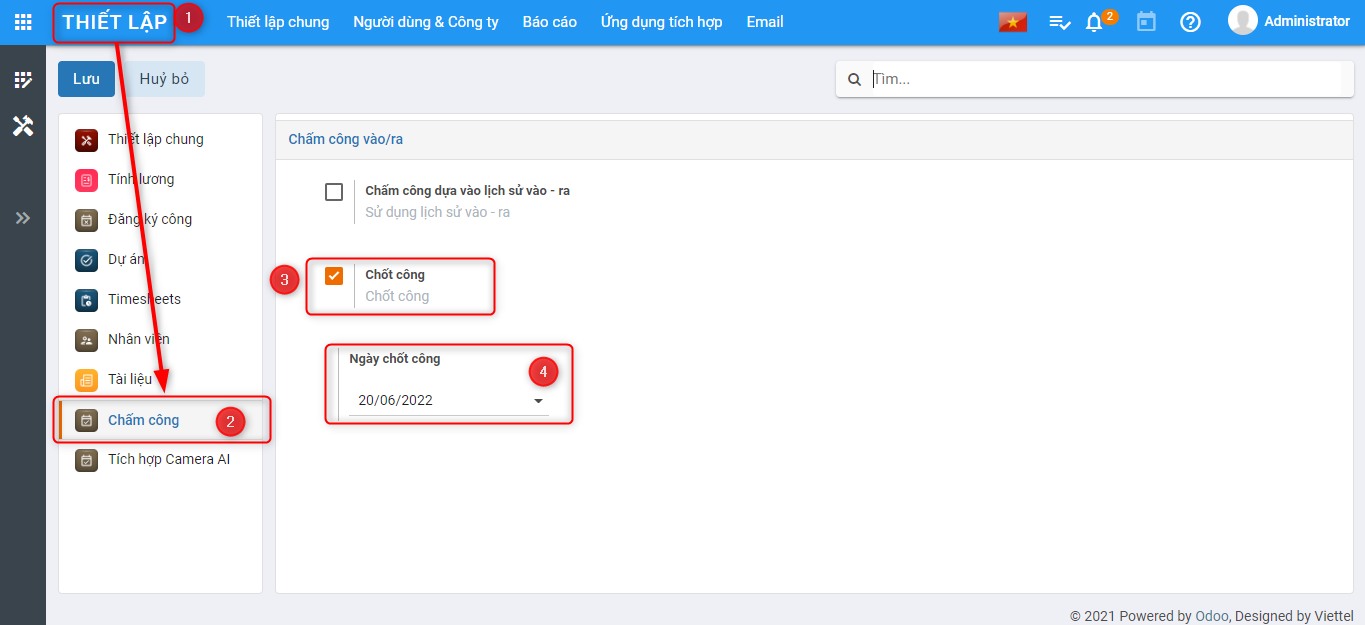 THIẾT LẬP 1 Thiết lập chung Người dùng & Công ty Báo cáo Ứng dụng tích hợp Email 2 Administrator
Lưu Huỷ bỏ Tìm...
Thiết lập chung
Tính lương
Đăng ký công
Dự án
Timesheets
Nhân viên
Tài liệu
Chấm công 2
Tích hợp Camera AI
Chấm công vào/ra
Chấm công dựa vào lịch sử vào - ra
Sử dụng lịch sử vào - ra
3 Chốt công
Chốt công
Ngày chốt công
4
20/06/2022
© 2021 Powered by Odoo, Designed by Viettel